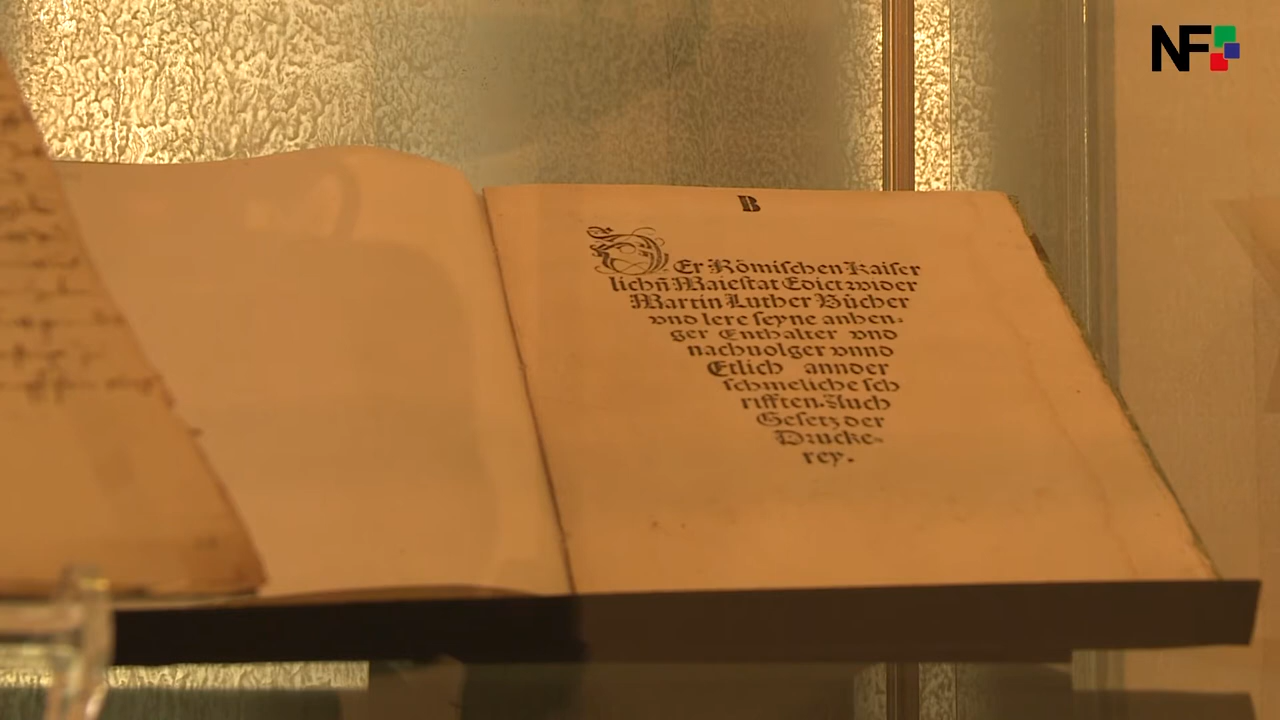 NF
B
DEr Römischen Kaiser
lichñ Maiestat Edict wider
Martin Luther Bücher
vnd lere seyne anhen-
ger Enthalter vnd
nachuolger vnnd
Etlich annder
schmeliche sch
rifften. Auch
Gesetz der
Drucke-
rey.